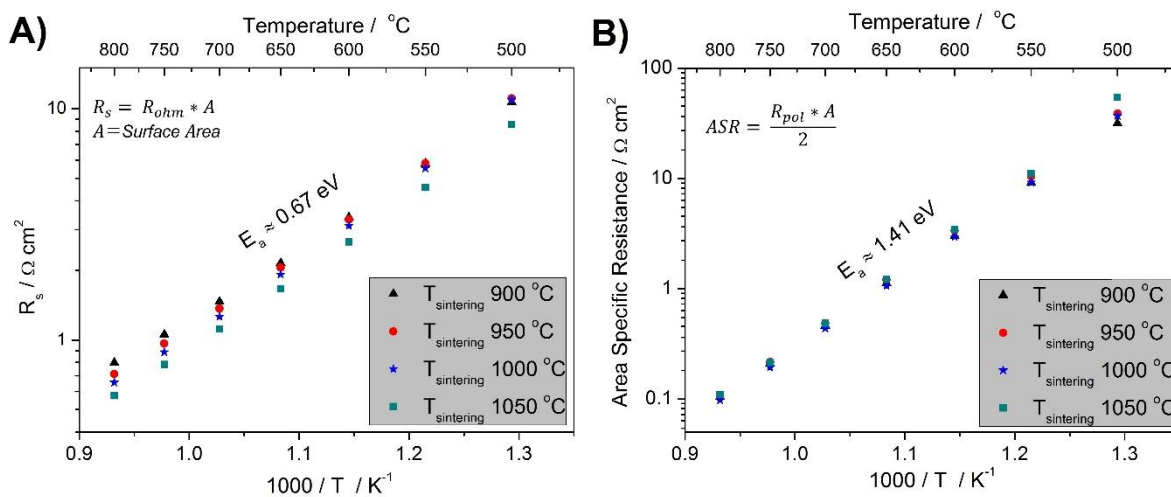 A)
Temperature / °C
800 750 700 650 600 550 500
R_s = R_ohm * A
A=Surface Area
10
1
E_a ≈ 0.67 eV
R_s / Ω cm²
T_sintering 900 °C
T_sintering 950 °C
T_sintering 1000 °C
T_sintering 1050 °C
0.9 1.0 1.1 1.2 1.3
1000 / T / K⁻¹
B)
Temperature / °C
800 750 700 650 600 550 500
100
10
1
0.1
ASR = R_pol * A / 2
E_a ≈ 1.41 eV
Area Specific Resistance / Ω cm²
T_sintering 900 °C
T_sintering 950 °C
T_sintering 1000 °C
T_sintering 1050 °C
0.9 1.0 1.1 1.2 1.3
1000 / T / K⁻¹